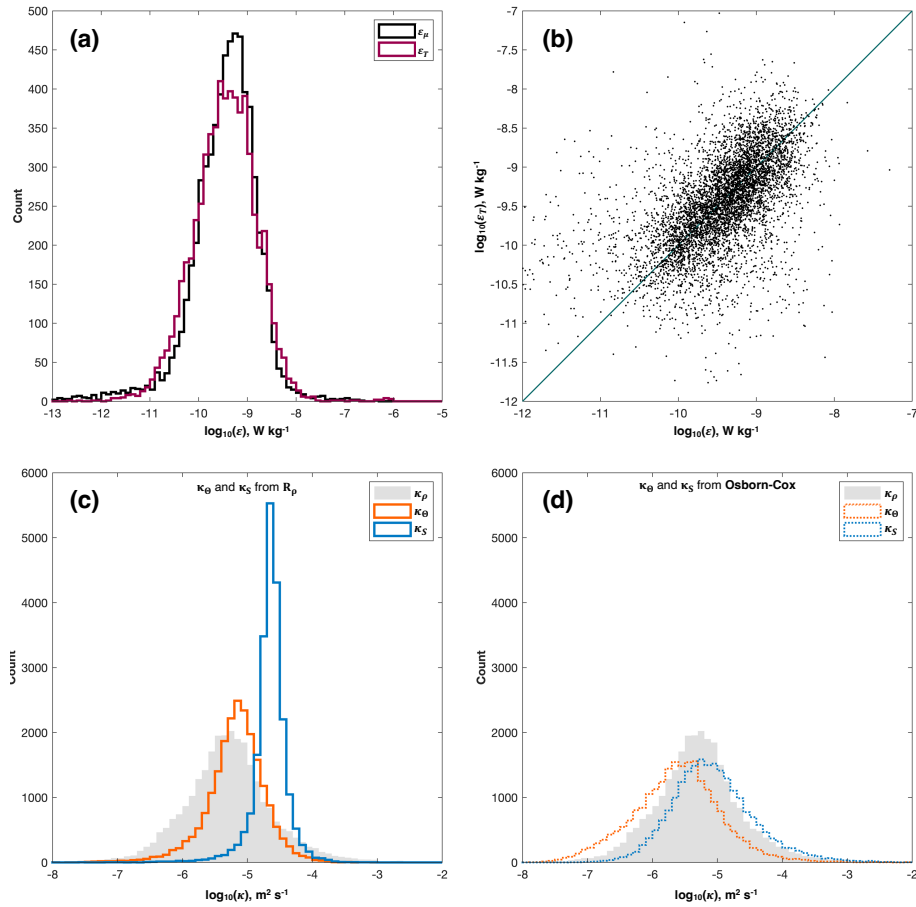 (a)
500
450
400
350
300
250
200
150
100
50
0
Count
-13 -12 -11 -10 -9 -8 -7 -6 -5
log₁₀(ε), W kg⁻¹
ε_μ
ε_T
(b)
-7
-7.5
-8
-8.5
-9
-9.5
-10
-10.5
-11
-11.5
-12
log₁₀(ε_T), W kg⁻¹
-12 -11 -10 -9 -8 -7
log₁₀(ε), W kg⁻¹
(c)
κ_Θ and κ_S from R_ρ
6000
5000
4000
3000
2000
1000
0
Count
-8 -7 -6 -5 -4 -3 -2
log₁₀(κ), m² s⁻¹
κ_ρ
κ_Θ
κ_S
(d)
κ_Θ and κ_S from Osborn-Cox
6000
5000
4000
3000
2000
1000
0
Count
-8 -7 -6 -5 -4 -3 -2
log₁₀(κ), m² s⁻¹
κ_ρ
κ_Θ
κ_S